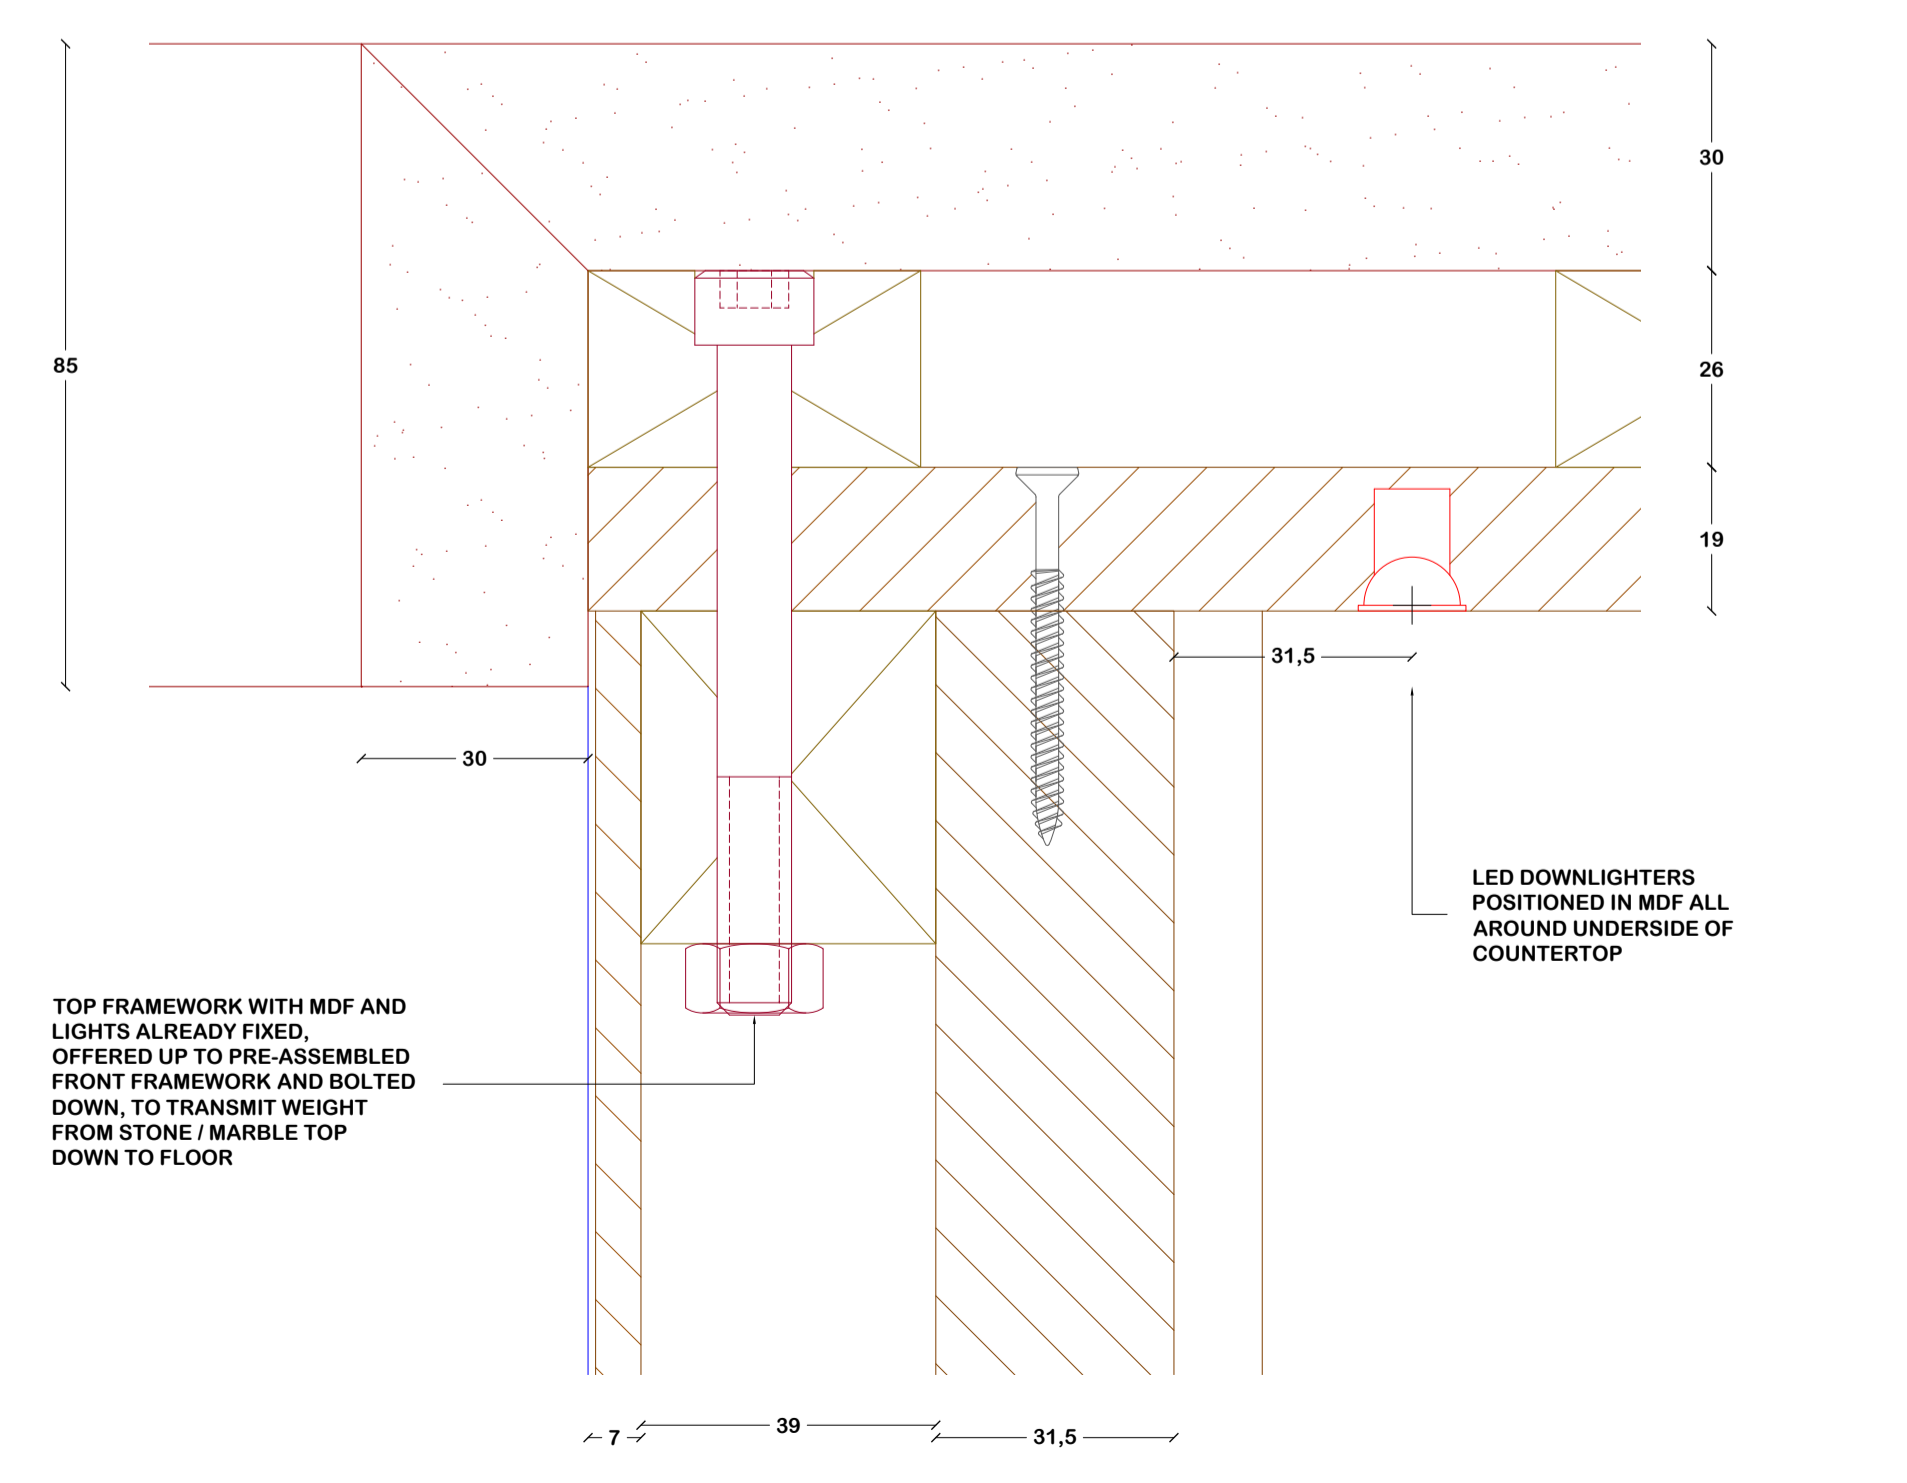 30
85
26
19
31,5
30
LED DOWNLIGHTERS
POSITIONED IN MDF ALL
AROUND UNDERSIDE OF
COUNTERTOP
TOP FRAMEWORK WITH MDF AND
LIGHTS ALREADY FIXED,
OFFERED UP TO PRE-ASSEMBLED
FRONT FRAMEWORK AND BOLTED
DOWN, TO TRANSMIT WEIGHT
FROM STONE / MARBLE TOP
DOWN TO FLOOR
7
39
31,5